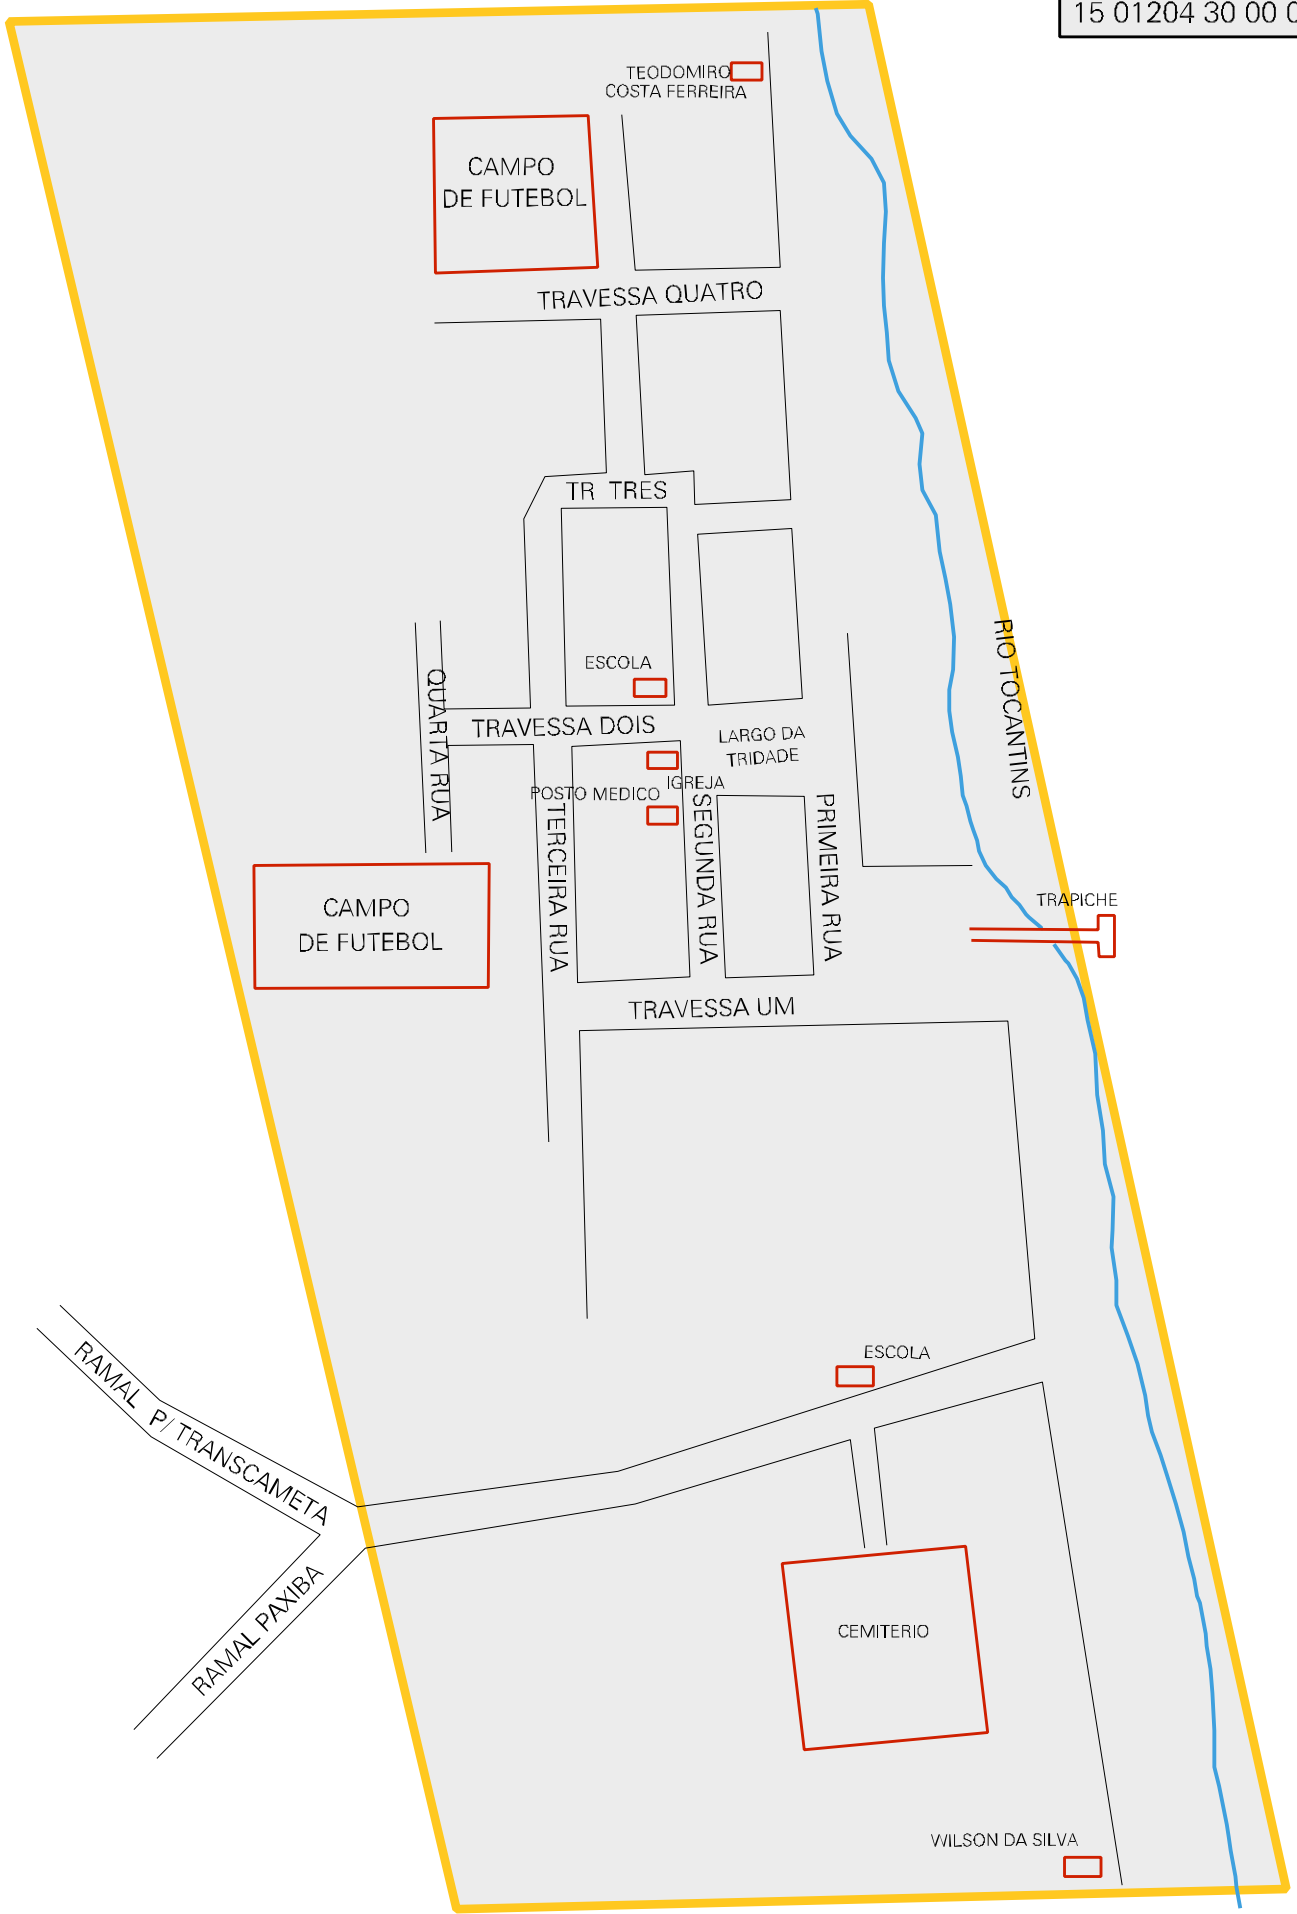 15 01204 30 00 0
TEODOMIRO
COSTA FERREIRA
CAMPO
DE FUTEBOL
TRAVESSA QUATRO
TR TRES
RIO TOCANTINS
ESCOLA
QUARTA RUA
TRAVESSA DOIS
LARGO DA
TRIDADE
IGREJA
POSTO MEDICO
TERCEIRA RUA
SEGUNDA RUA
PRIMEIRA RUA
CAMPO
DE FUTEBOL
TRAPICHE
TRAVESSA UM
RAMAL P/ TRANSCAMETA
ESCOLA
RAMAL PAXIBA
CEMITERIO
WILSON DA SILVA